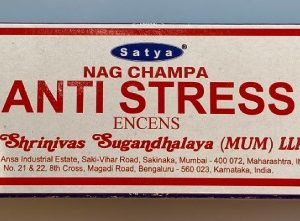 Satya
NAG CHAMPA
ANTI STRESS
ENCENS
Shrinivas Sugandhalaya (MUM) LL
Ansa Industrial Estate, Saki-Vihar Road, Sakinaka, Mumbai - 400 072, Maharashtra,
No. 21 & 22, 8th Cross, Magadi Road, Bengaluru - 560 023, Karnataka, India.